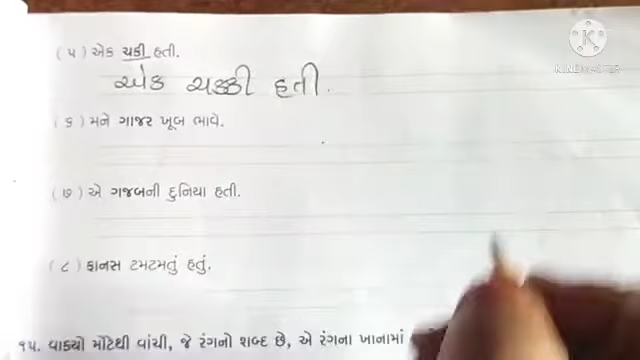 KINEMASTER
(૫) એક ચકી હતી.
એક ચક્કી હતી.
(૬) મને ગાજર ખૂબ ભાવે.
(૭) એ ગજબની દુનિયા હતી.
(૮) ફાનસ ટમટમતું હતું.
૧૫. વાક્યો મોટેથી વાંચી, જે રંગનો શબ્દ છે, એ રંગના ખાનામાં